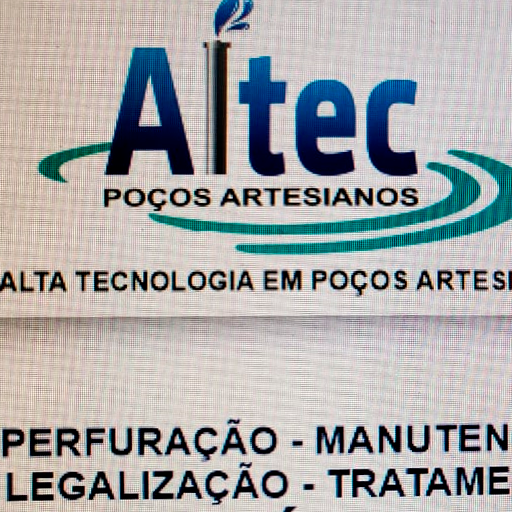 Altec
POÇOS ARTESIANOS
ALTA TECNOLOGIA EM POÇOS ARTESI
PERFURAÇÃO - MANUTEN
LEGALIZAÇÃO - TRATAME